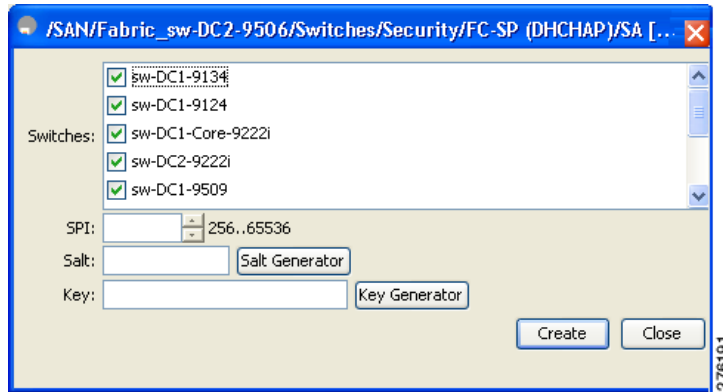 /SAN/Fabric_sw-DC2-9506/Switches/Security/FC-SP (DHCHAP)/SA [...
Switches:
sw-DC1-9134
sw-DC1-9124
sw-DC1-Core-9222i
sw-DC2-9222i
sw-DC1-9509
SPI: 256..65536
Salt: Salt Generator
Key: Key Generator
Create Close
276191